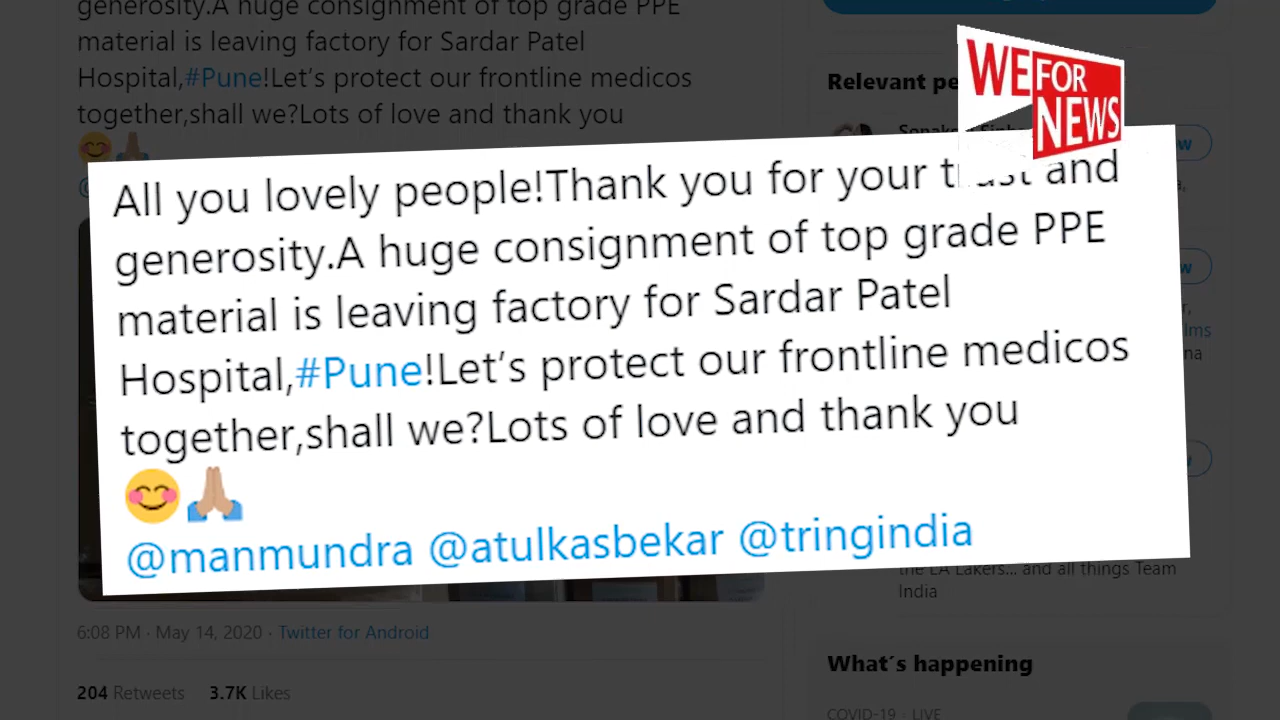 generosity.A huge consignment of top grade PPE
material is leaving factory for Sardar Patel
Hospital,#Pune!Let's protect our frontline medicos
together,shall we?Lots of love and thank you
😊🙏🏽
WE FOR NEWS
All you lovely people!Thank you for your trust and
generosity.A huge consignment of top grade PPE
material is leaving factory for Sardar Patel
Hospital,#Pune!Let's protect our frontline medicos
together,shall we?Lots of love and thank you
😊🙏🏽
@manmundra @atulkasbekar @tringindia
6:08 PM · May 14, 2020 · Twitter for Android
204 Retweets 3.7K Likes
Relevant
the LA Lakers... and all things Team
India
What's happening
COVID-19 · LIVE